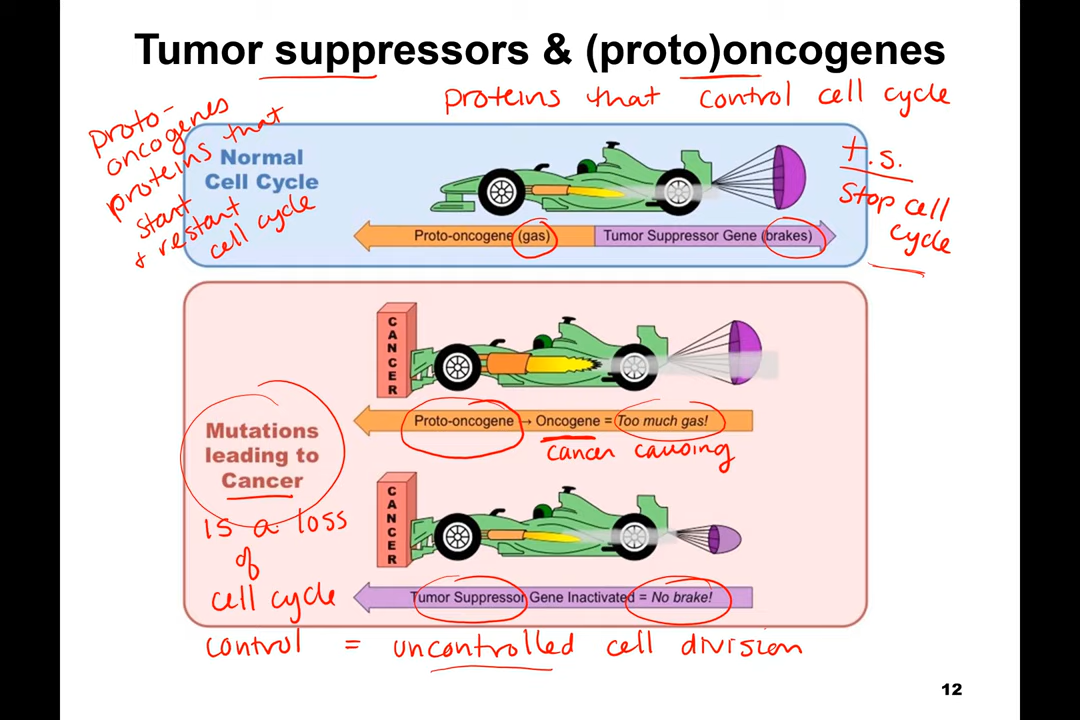 Tumor suppressors & (proto)oncogenes
proteins that control cell cycle
proto-
oncogenes
proteins that
start
+ restart
cell cycle
Normal
Cell Cycle
t.s.
stop cell
cycle
Proto-oncogene (gas)
Tumor Suppressor Gene (brakes)
CANCER
Proto-oncogene → Oncogene = Too much gas!
cancer causing
Mutations
leading to
Cancer
is a loss
of
cell cycle
control = uncontrolled cell division
CANCER
Tumor Suppressor Gene Inactivated = No brake!
12